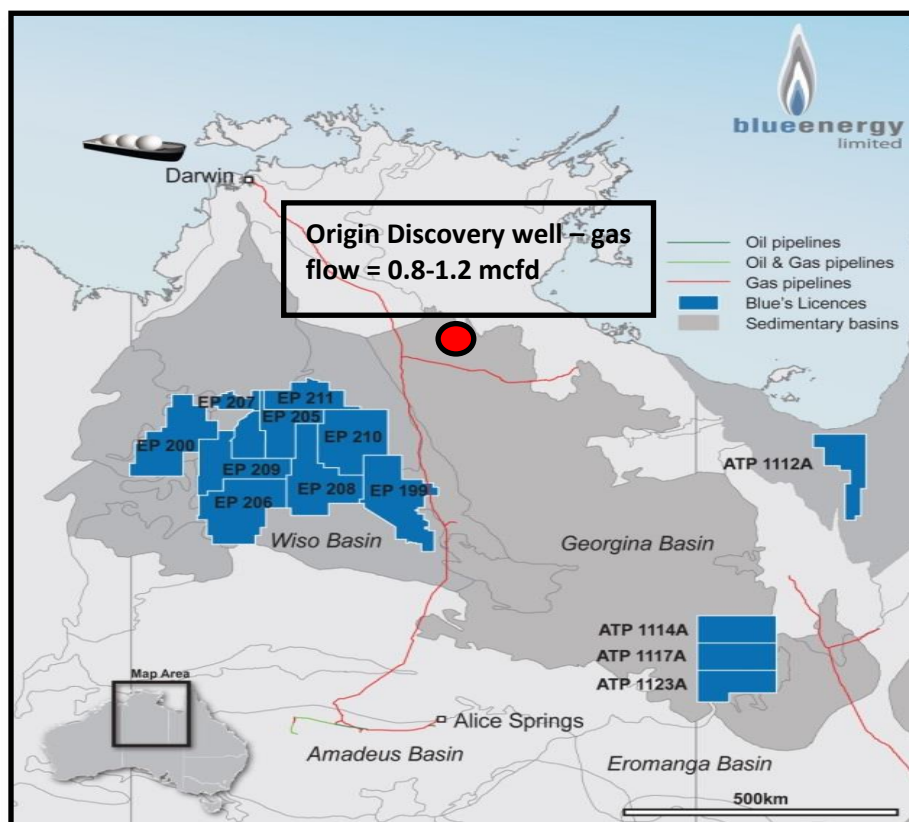 blueenergy
limited
Darwin
Origin Discovery well – gas
flow = 0.8-1.2 mcfd
Oil pipelines
Oil & Gas pipelines
Gas pipelines
Blue's Licences
Sedimentary basins
EP 207
EP 211
EP 205
EP 200
EP 210
EP 209
EP 208
EP 199
EP 206
ATP 1112A
Wiso Basin
Georgina Basin
ATP 1114A
ATP 1117A
ATP 1123A
Map Area
Alice Springs
Amadeus Basin
Eromanga Basin
500km